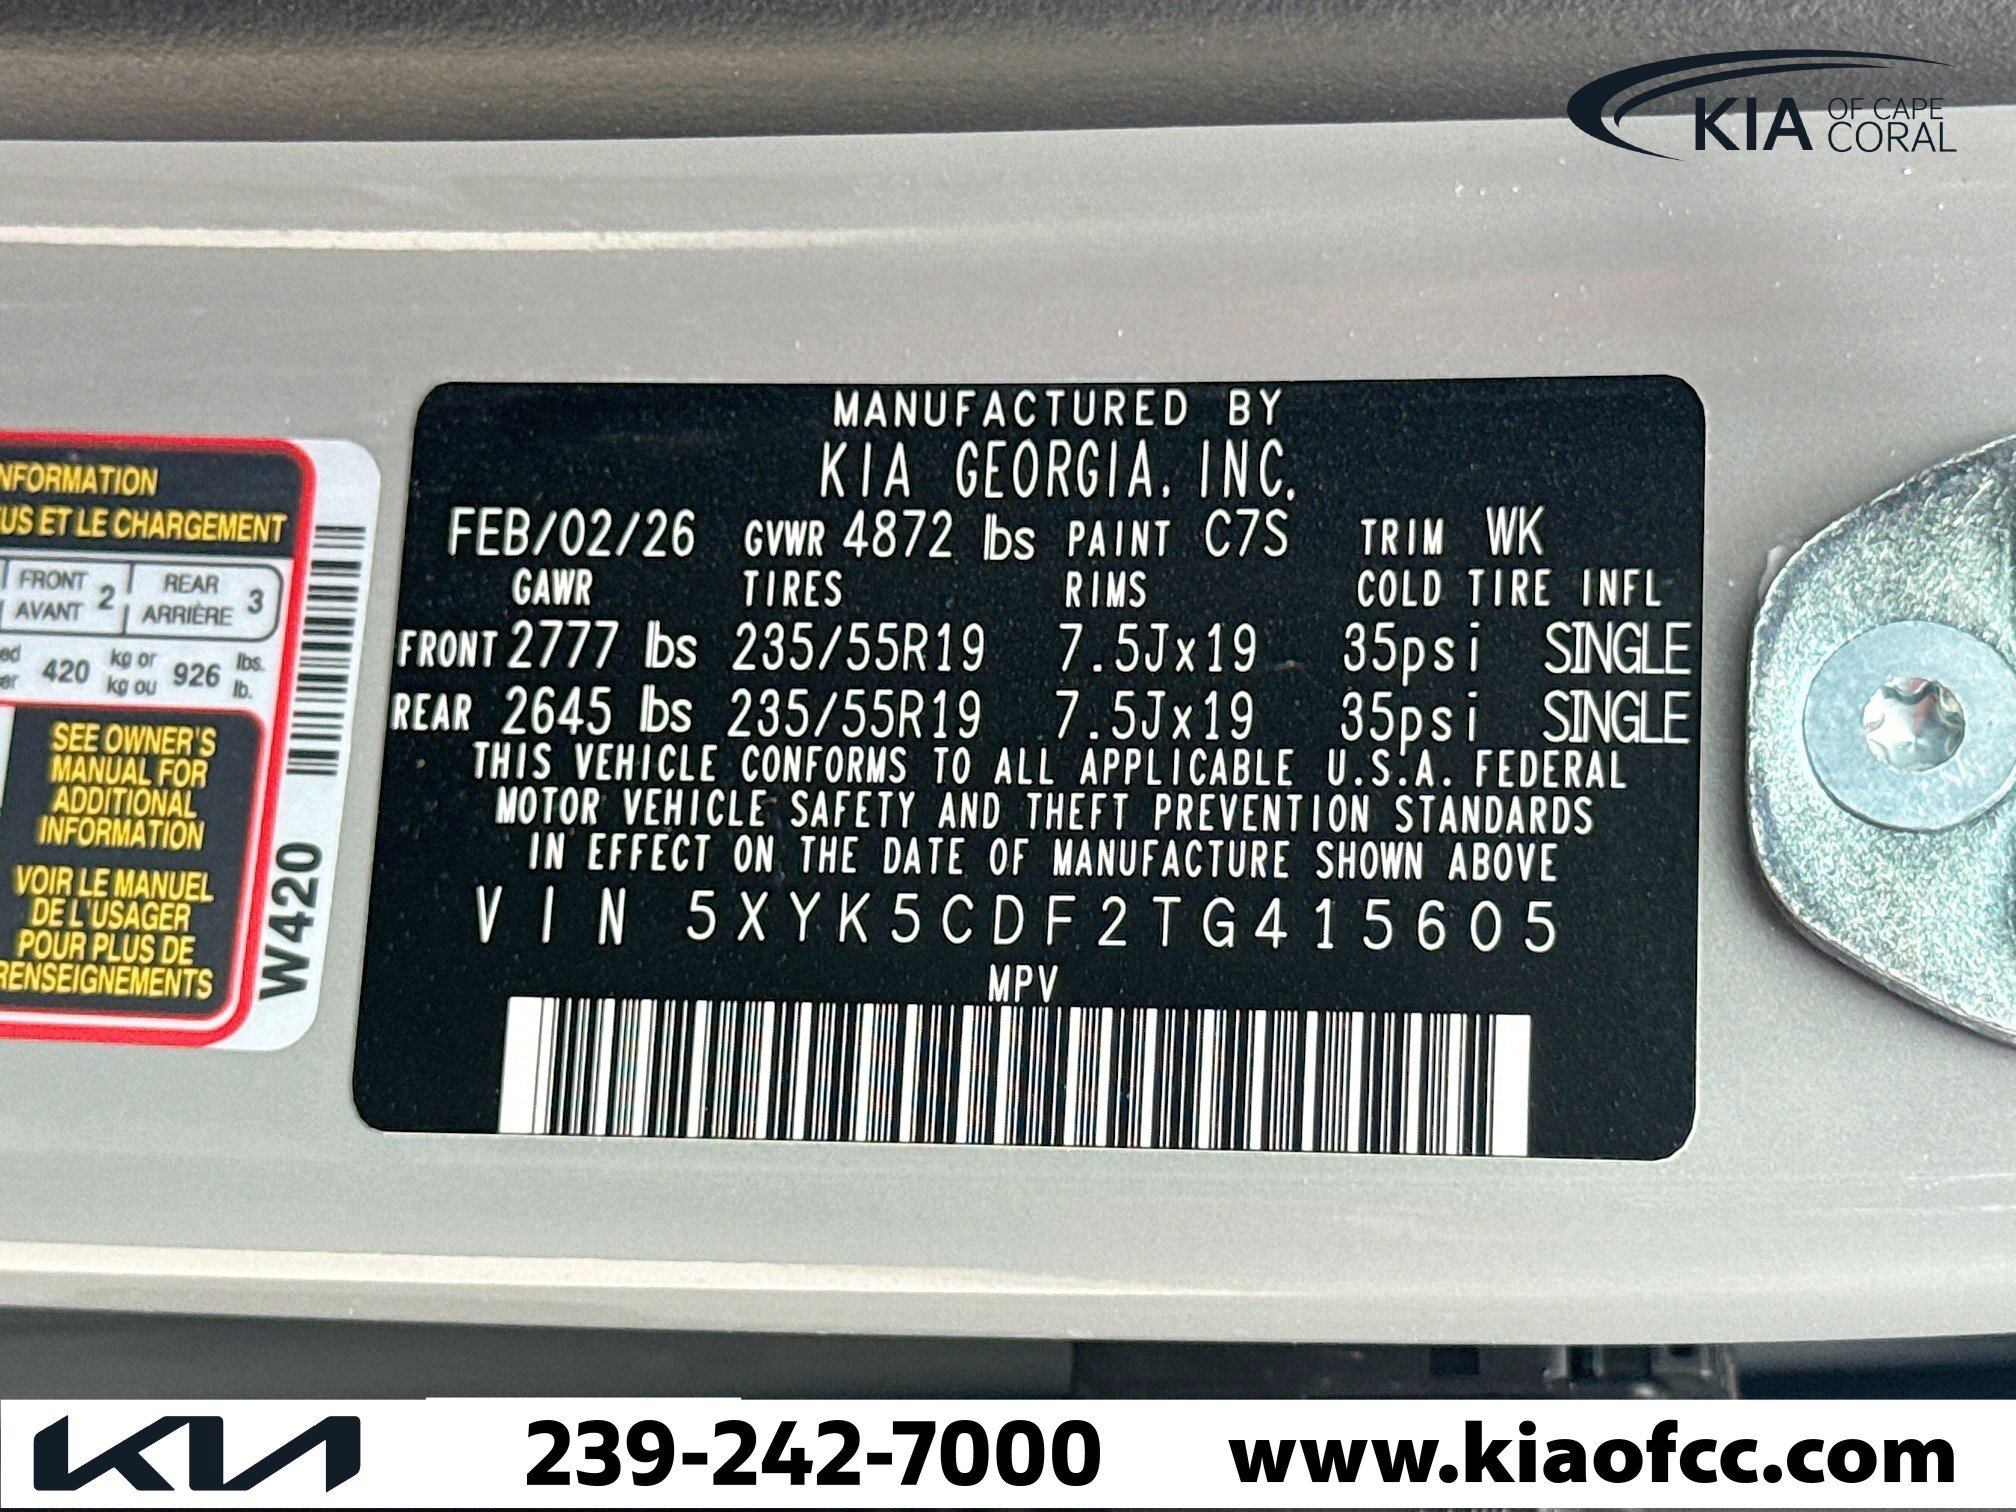 KIA OF CAPE CORAL
MANUFACTURED BY
KIA GEORGIA, INC.
FEB/02/26 GVWR 4872 lbs PAINT C7S TRIM WK
GAWR TIRES RIMS COLD TIRE INFL
FRONT 2777 lbs 235/55R19 7.5Jx19 35psi SINGLE
REAR 2645 lbs 235/55R19 7.5Jx19 35psi SINGLE
THIS VEHICLE CONFORMS TO ALL APPLICABLE U.S.A. FEDERAL
MOTOR VEHICLE SAFETY AND THEFT PREVENTION STANDARDS
IN EFFECT ON THE DATE OF MANUFACTURE SHOWN ABOVE
VIN 5XYK5CDF2TG415605
MPV
NFORMATION
US ET LE CHARGEMENT
FRONT 2 REAR 3
AVANT ARRIÈRE
420 kg or 926 lbs.
kg ou lb.
SEE OWNER'S
MANUAL FOR
ADDITIONAL
INFORMATION
VOIR LE MANUEL
DE L'USAGER
POUR PLUS DE
RENSEIGNEMENTS
W420
KIA 239-242-7000 www.kiaofcc.com